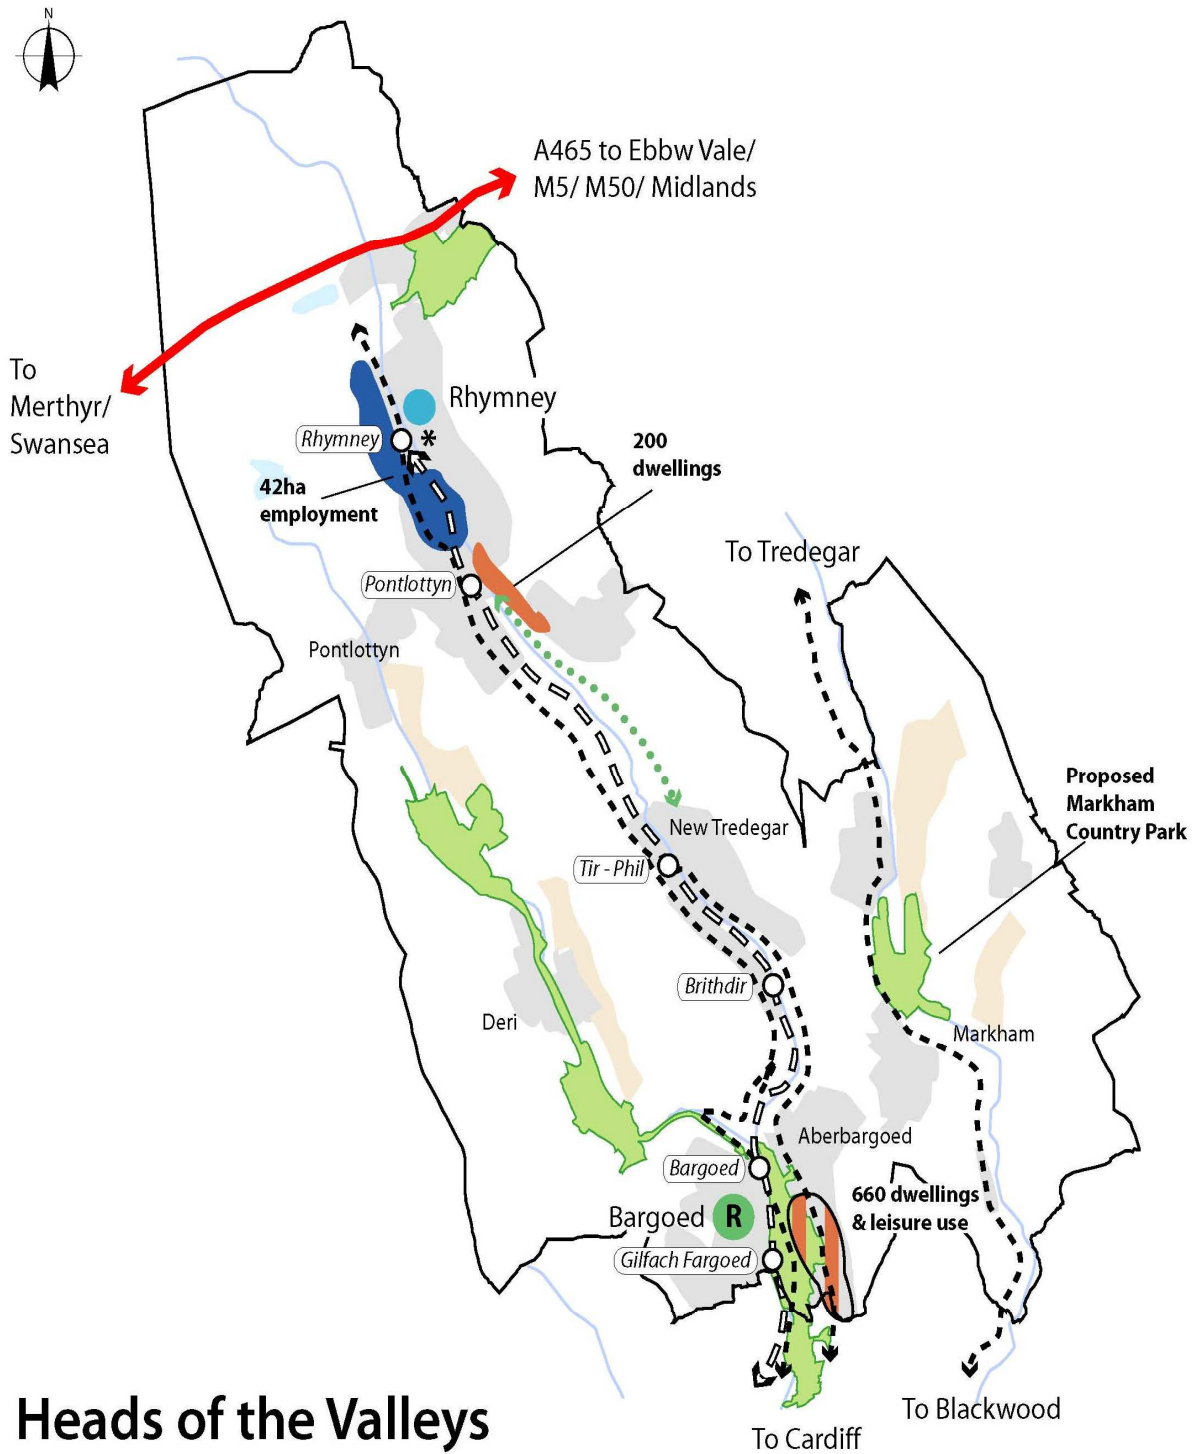 N
A465 to Ebbw Vale/
M5/ M50/ Midlands
To
Merthyr/
Swansea
Rhymney
Rhymney
*
200
dwellings
42ha
employment
To Tredegar
Pontlottyn
Pontlottyn
Proposed
Markham
Country Park
New Tredegar
Tir - Phil
Brithdir
Deri
Markham
Aberbargoed
Bargoed
660 dwellings
& leisure use
Bargoed
R
Gilfach Fargoed
Heads of the Valleys
To Blackwood
To Cardiff